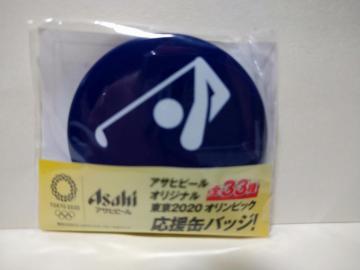 TOKYO 2020
Asahi
アサヒビール
アサヒビール
オリジナル
東京2020 オリンピック
応援缶バッジ!
全33種